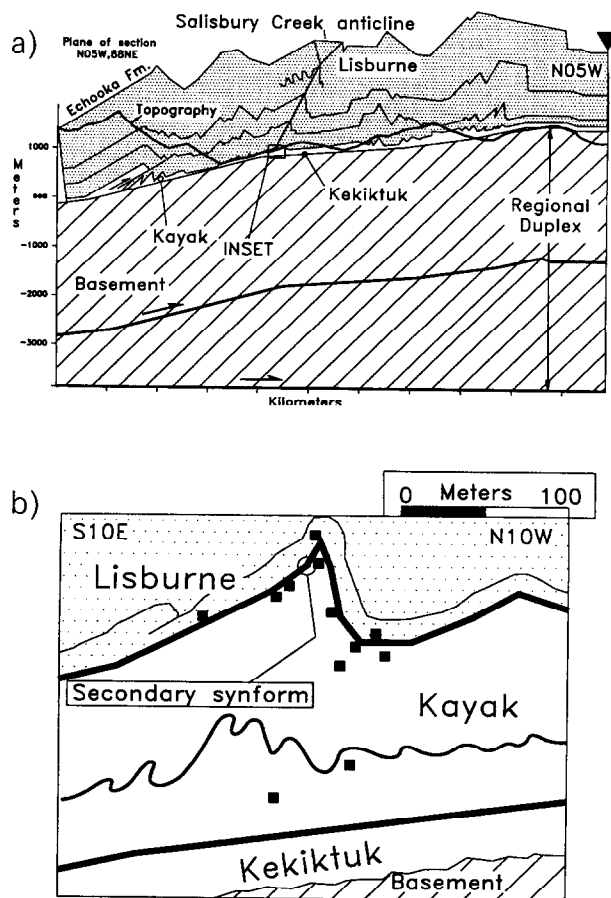 a)
Salisbury Creek anticline
Plane of section
N05W,88NE
Lisburne
N05W
Echooka Fm.
Topography
Meters
1000
-1000
-2000
-3000
Kekiktuk
Kayak
INSET
Regional
Duplex
Basement
Kilometers
b)
0 Meters 100
S10E
N10W
Lisburne
Secondary synform
Kayak
Kekiktuk
Basement